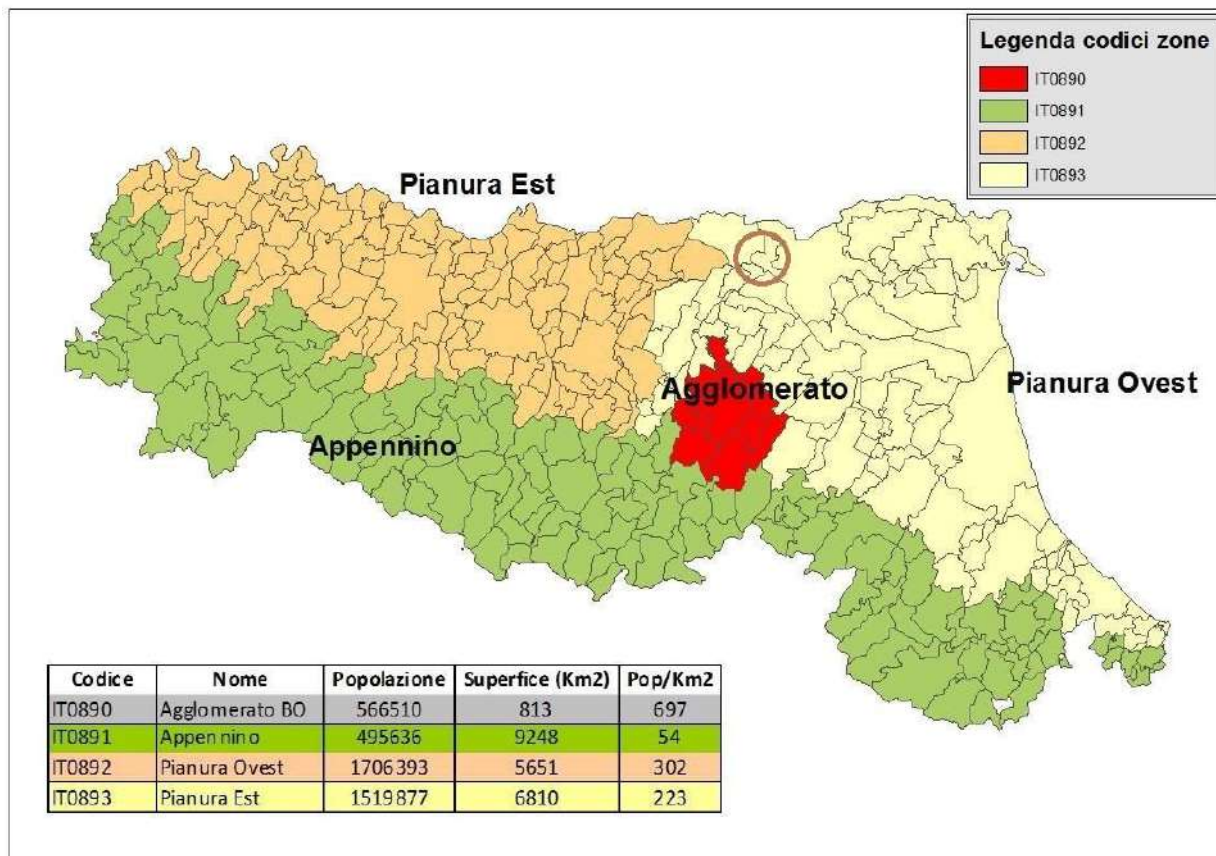 Legenda codici zone
IT0890
IT0891
IT0892
IT0893
Pianura Est
Agglomerato
Pianura Ovest
Appennino
Codice Nome Popolazione Superfice (Km2) Pop/Km2
IT0890 Agglomerato BO 566510 813 697
IT0891 Appennino 495636 9248 54
IT0892 Pianura Ovest 1706393 5651 302
IT0893 Pianura Est 1519877 6810 223